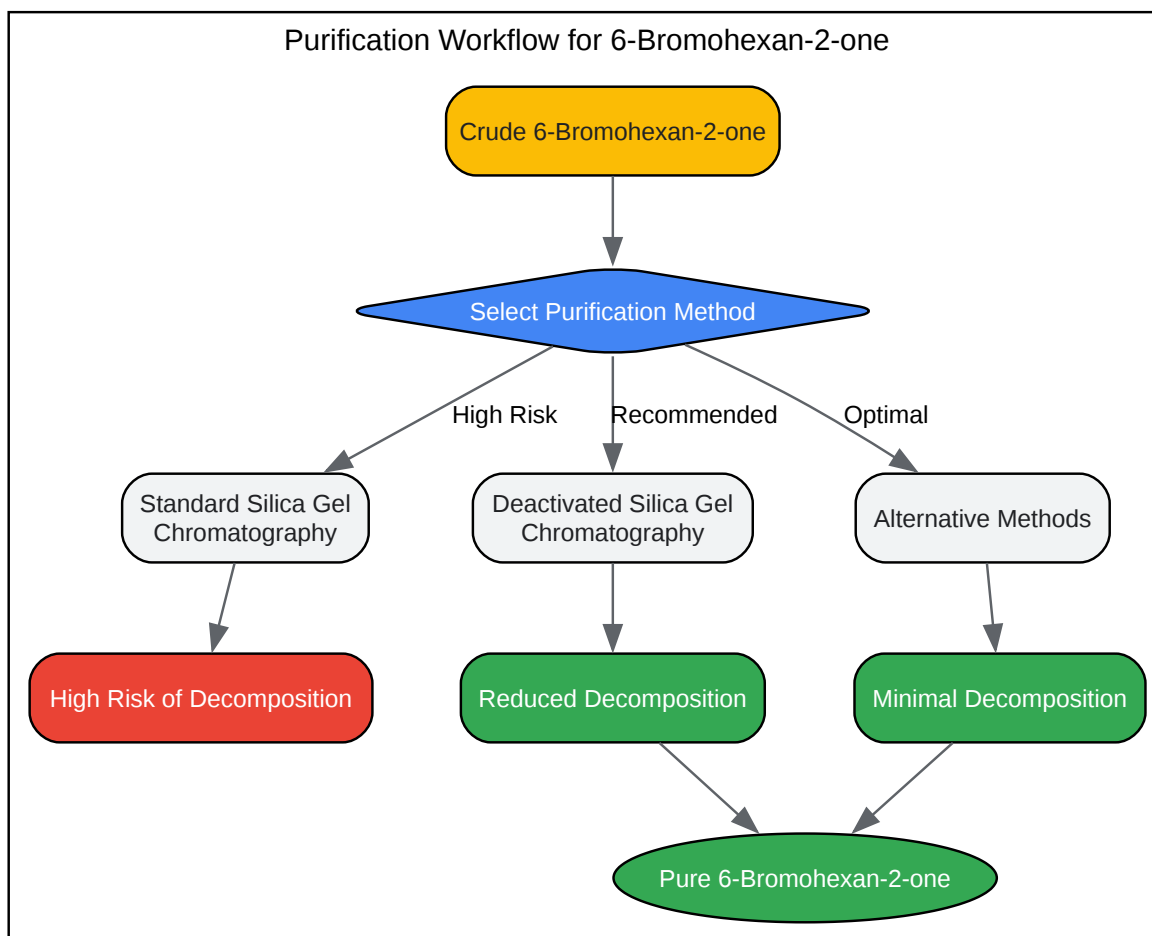 Purification Workflow for 6-Bromohexan-2-one
Crude 6-Bromohexan-2-one
Select Purification Method
High Risk
Recommended
Optimal
Standard Silica Gel
Chromatography
Deactivated Silica Gel
Chromatography
Alternative Methods
High Risk of Decomposition
Reduced Decomposition
Minimal Decomposition
Pure 6-Bromohexan-2-one